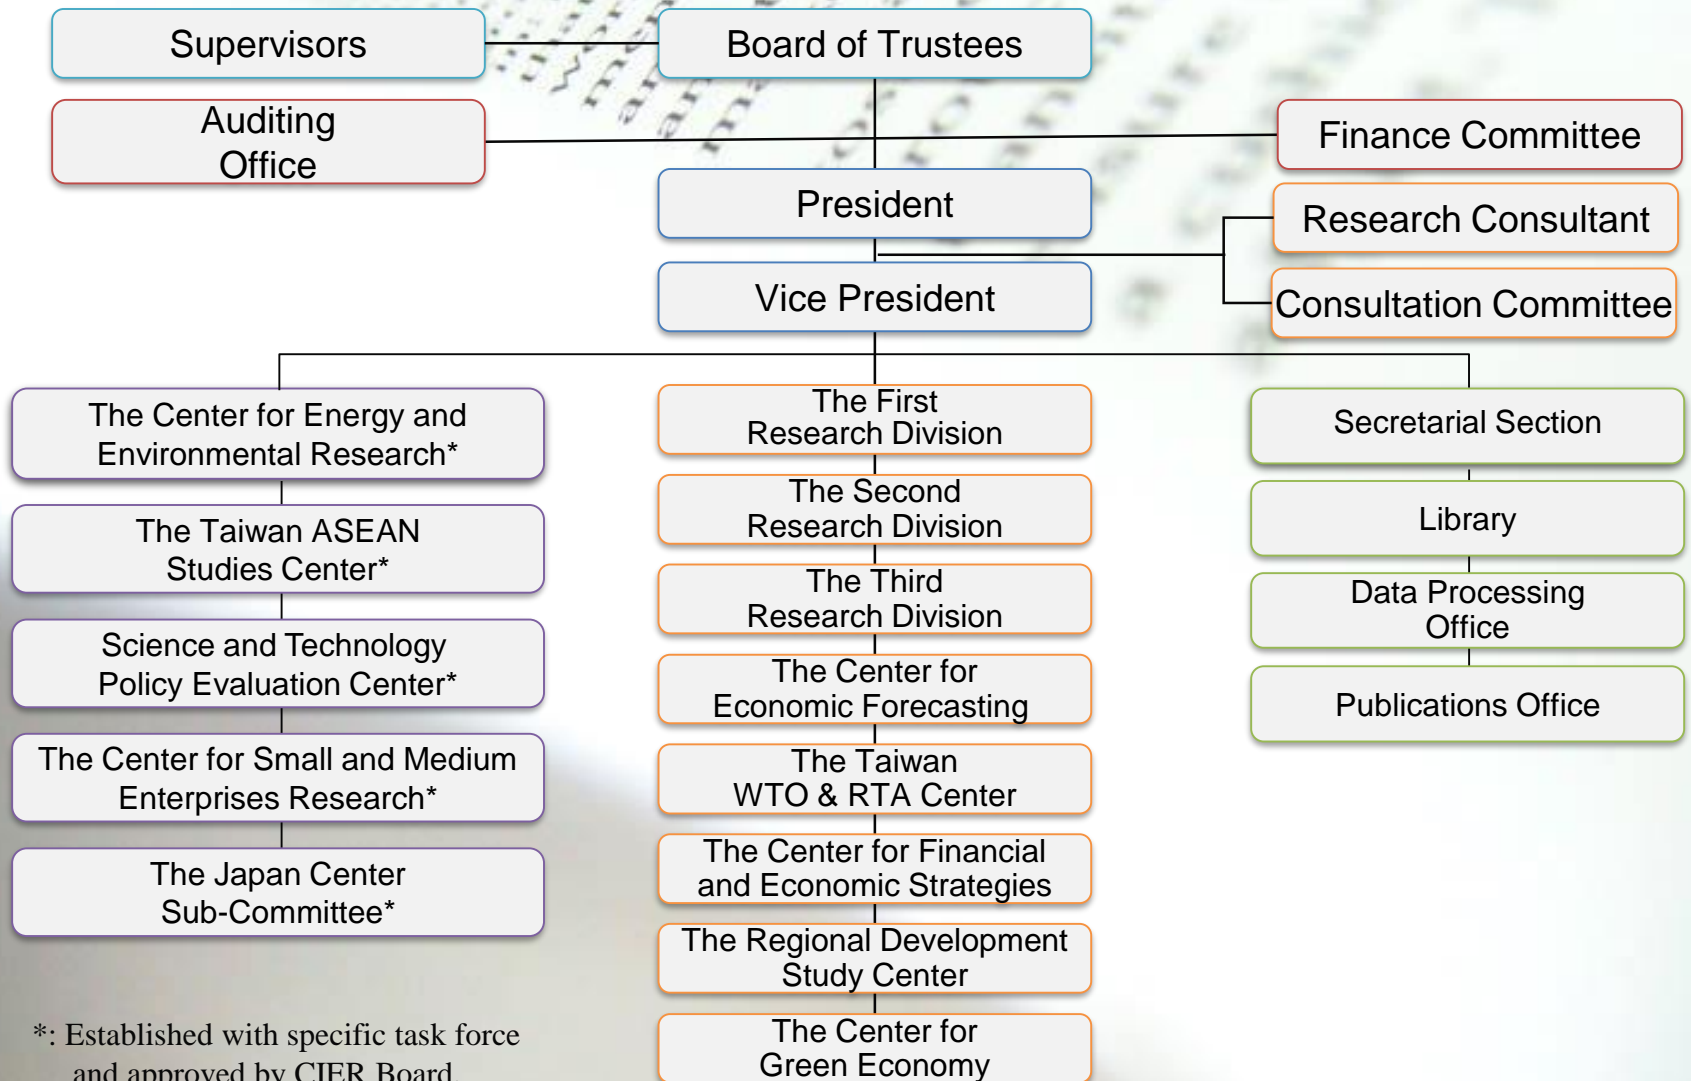 Supervisors
Board of Trustees
Auditing
Office
Finance Committee
President
Research Consultant
Vice President
Consultation Committee
The Center for Energy and
Environmental Research*
The Taiwan ASEAN
Studies Center*
Science and Technology
Policy Evaluation Center*
The Center for Small and Medium
Enterprises Research*
The Japan Center
Sub-Committee*
The First
Research Division
The Second
Research Division
The Third
Research Division
The Center for
Economic Forecasting
The Taiwan
WTO & RTA Center
The Center for Financial
and Economic Strategies
The Regional Development
Study Center
The Center for
Green Economy
Secretarial Section
Library
Data Processing
Office
Publications Office
*: Established with specific task force
and approved by CIER Board.